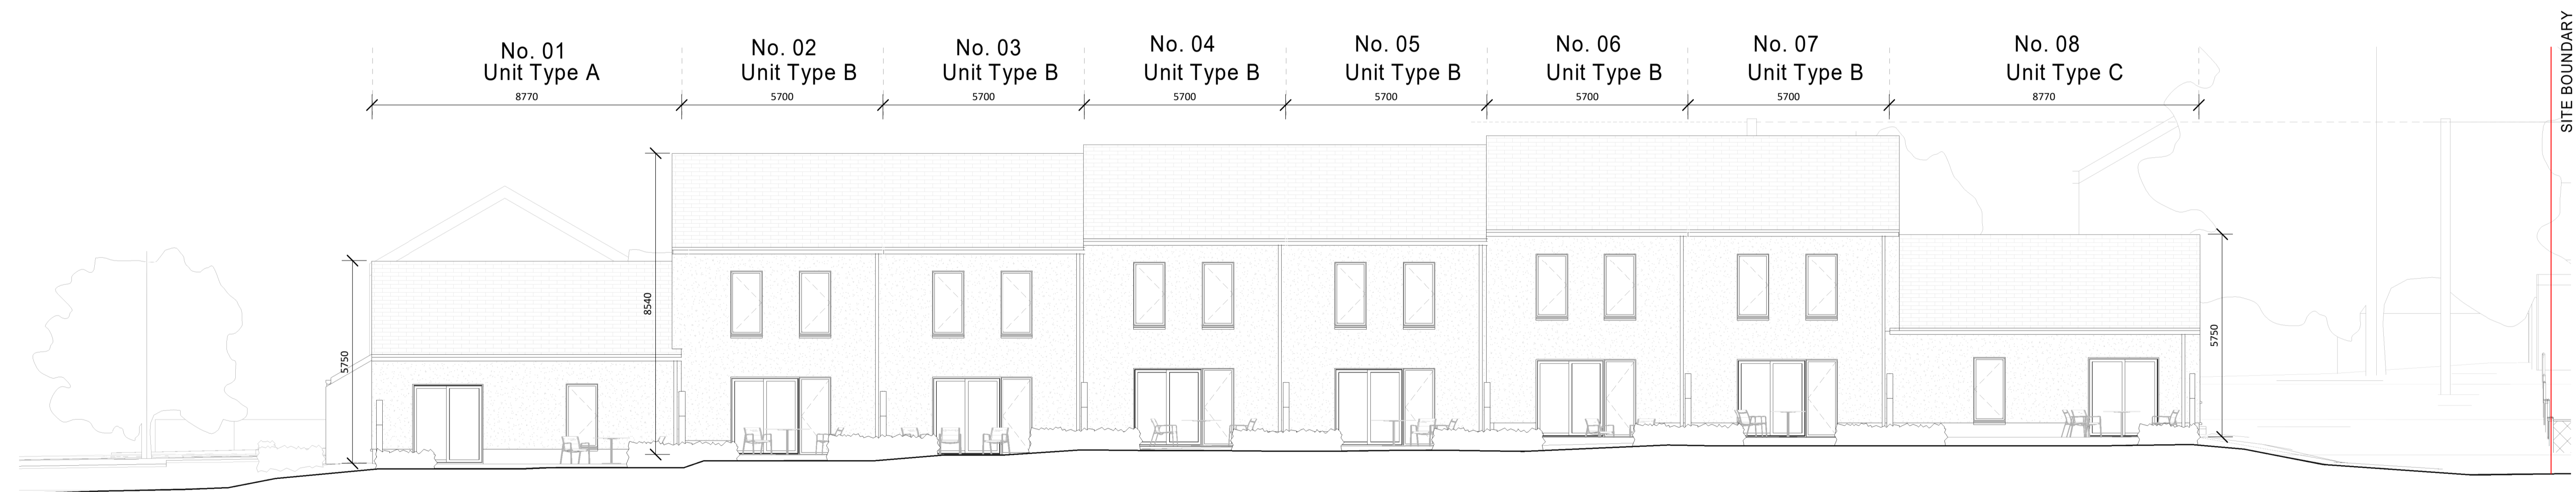 No. 01
Unit Type A
8770
No. 02
Unit Type B
5700
No. 03
Unit Type B
5700
No. 04
Unit Type B
5700
No. 05
Unit Type B
5700
No. 06
Unit Type B
5700
No. 07
Unit Type B
5700
No. 08
Unit Type C
8770
SITE BOUNDARY
5750
8540
5750